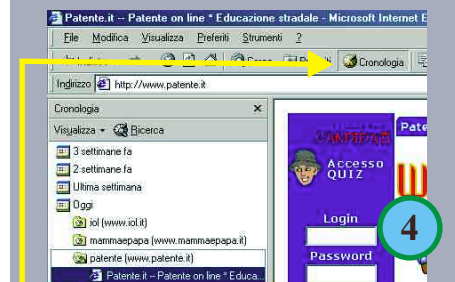 Patente.it -- Patente on line * Educazione stradale - Microsoft Internet E
File Modifica Visualizza Preferiti Strumenti ?
Cronologia
Indirizzo http://www.patente.it
Cronologia ×
Visualizza Ricerca
3 settimane fa
2 settimane fa
Ultima settimana
Oggi
iol (www.iol.it)
mammaepapa (www.mammaepapa.it)
patente (www.patente.it)
Patente.it -- Patente on line * Educa...
Pate
Accesso
QUIZ
Login
Password
4